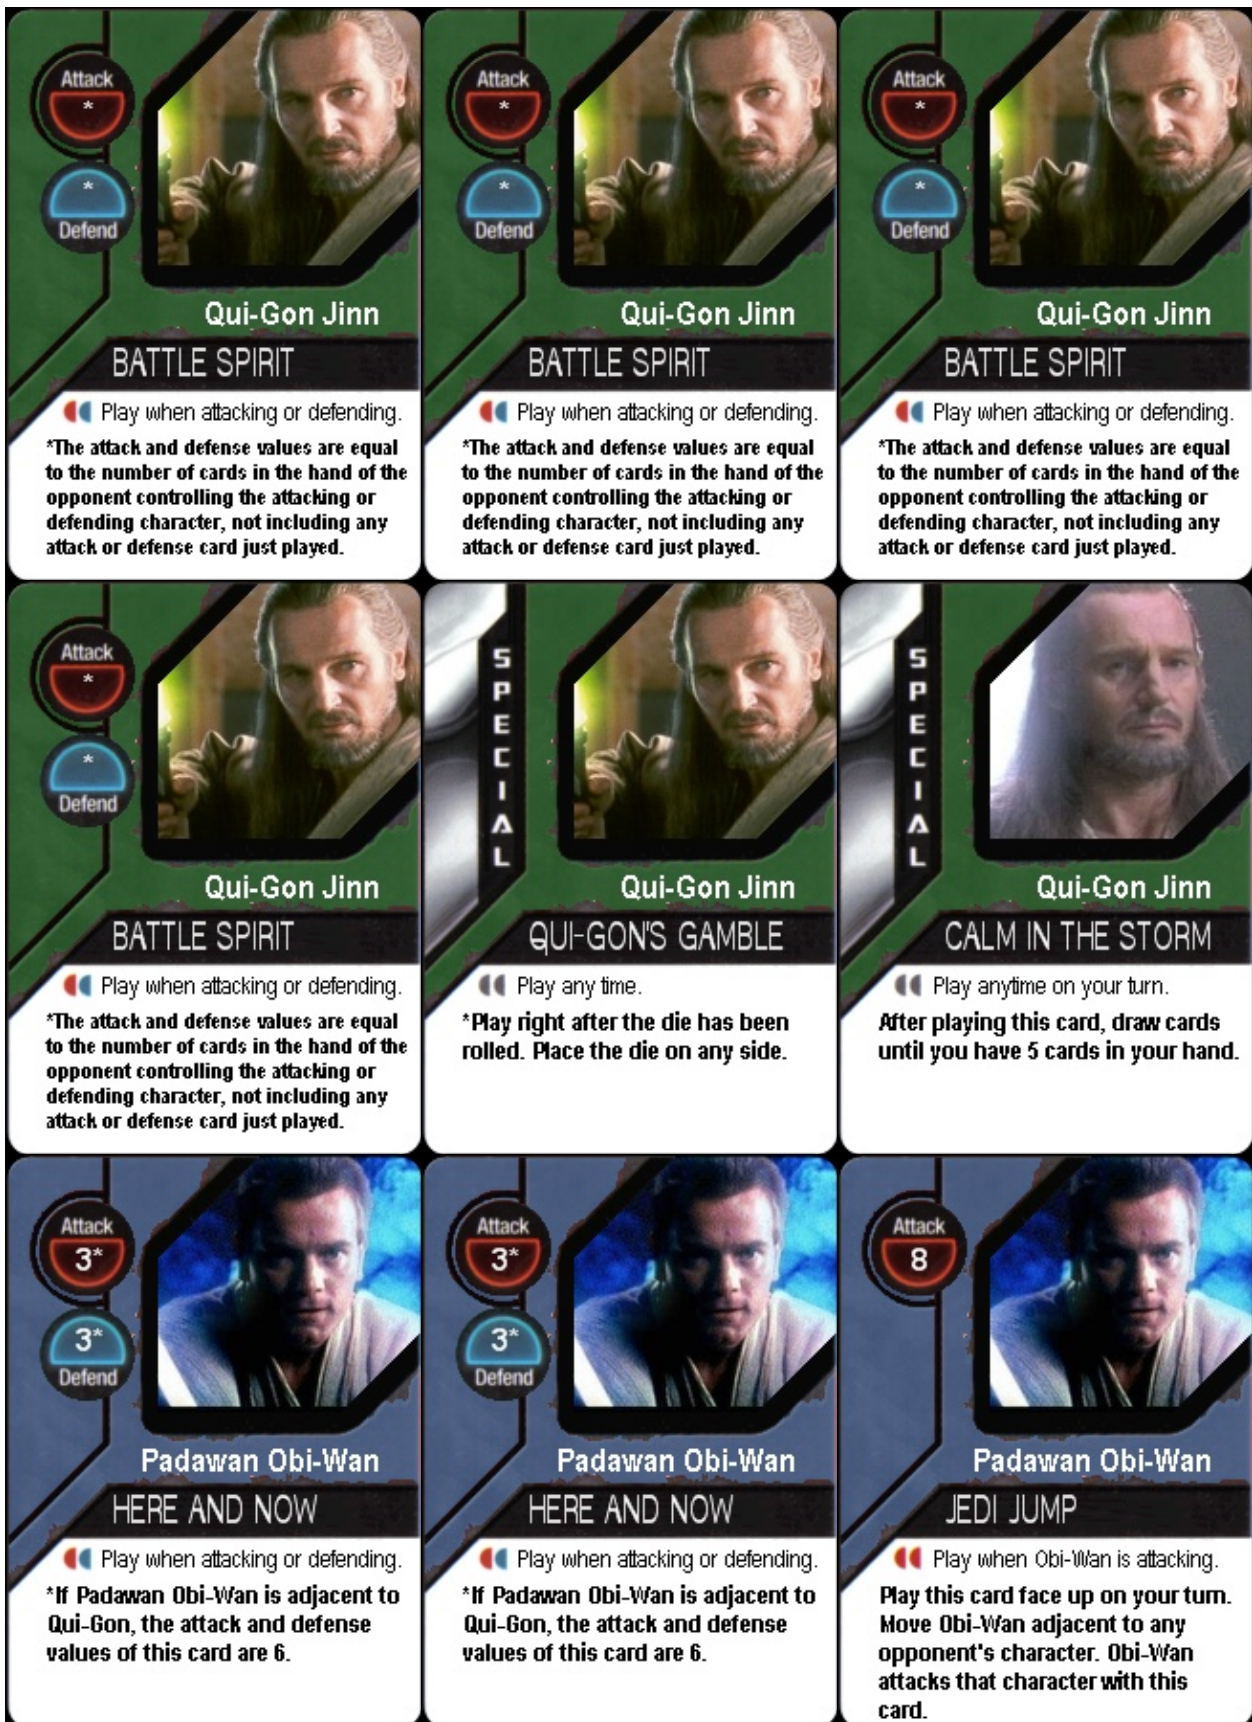 Attack
*
*
Defend
Qui-Gon Jinn
BATTLE SPIRIT
Play when attacking or defending.
*The attack and defense values are equal
to the number of cards in the hand of the
opponent controlling the attacking or
defending character, not including any
attack or defense card just played.
Attack
*
*
Defend
Qui-Gon Jinn
BATTLE SPIRIT
Play when attacking or defending.
*The attack and defense values are equal
to the number of cards in the hand of the
opponent controlling the attacking or
defending character, not including any
attack or defense card just played.
Attack
*
*
Defend
Qui-Gon Jinn
BATTLE SPIRIT
Play when attacking or defending.
*The attack and defense values are equal
to the number of cards in the hand of the
opponent controlling the attacking or
defending character, not including any
attack or defense card just played.
Attack
*
*
Defend
Qui-Gon Jinn
BATTLE SPIRIT
Play when attacking or defending.
*The attack and defense values are equal
to the number of cards in the hand of the
opponent controlling the attacking or
defending character, not including any
attack or defense card just played.
SPECIAL
Qui-Gon Jinn
QUI-GON'S GAMBLE
Play any time.
*Play right after the die has been
rolled. Place the die on any side.
SPECIAL
Qui-Gon Jinn
CALM IN THE STORM
Play anytime on your turn.
After playing this card, draw cards
until you have 5 cards in your hand.
Attack
3*
3*
Defend
Padawan Obi-Wan
HERE AND NOW
Play when attacking or defending.
*If Padawan Obi-Wan is adjacent to
Qui-Gon, the attack and defense
values of this card are 6.
Attack
3*
3*
Defend
Padawan Obi-Wan
HERE AND NOW
Play when attacking or defending.
*If Padawan Obi-Wan is adjacent to
Qui-Gon, the attack and defense
values of this card are 6.
Attack
8
Padawan Obi-Wan
JEDI JUMP
Play when Obi-Wan is attacking.
Play this card face up on your turn.
Move Obi-Wan adjacent to any
opponent's character. Obi-Wan
attacks that character with this
card.